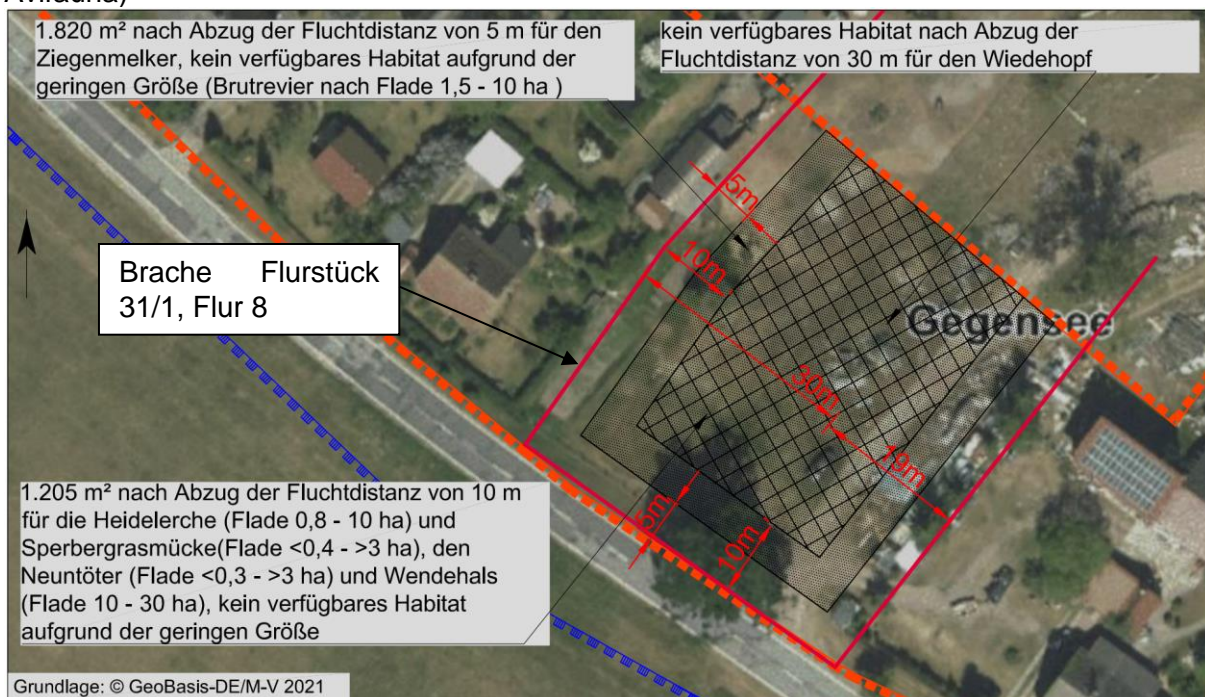 Avifauna)
1.820 m² nach Abzug der Fluchtdistanz von 5 m für den
Ziegenmelker, kein verfügbares Habitat aufgrund der
geringen Größe (Brutrevier nach Flade 1,5 - 10 ha )
kein verfügbares Habitat nach Abzug der
Fluchtdistanz von 30 m für den Wiedehopf
5m
10m
Brache Flurstück
31/1, Flur 8
Gegensee
30m
19m
5m
10m
1.205 m² nach Abzug der Fluchtdistanz von 10 m
für die Heidelerche (Flade 0,8 - 10 ha) und
Sperbergrasmücke(Flade <0,4 - >3 ha), den
Neuntöter (Flade <0,3 - >3 ha) und Wendehals
(Flade 10 - 30 ha), kein verfügbares Habitat
aufgrund der geringen Größe
Grundlage: © GeoBasis-DE/M-V 2021